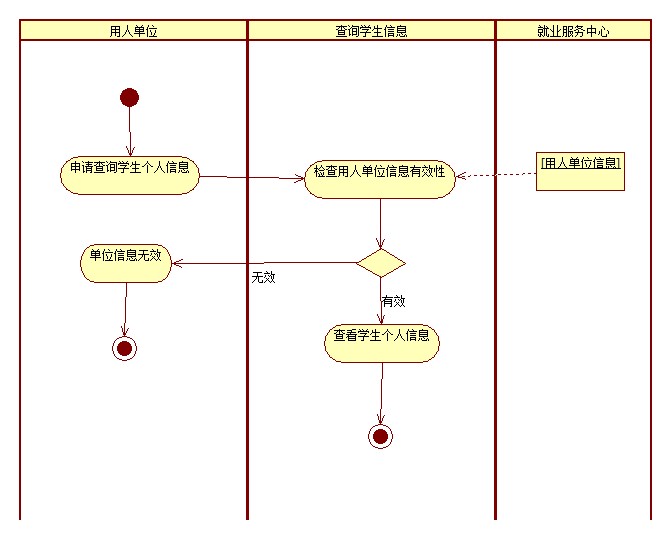 用人单位
查询学生信息
就业服务中心
申请查询学生个人信息
检查用人单位信息有效性
[用人单位信息]
单位信息无效
无效
有效
查看学生个人信息